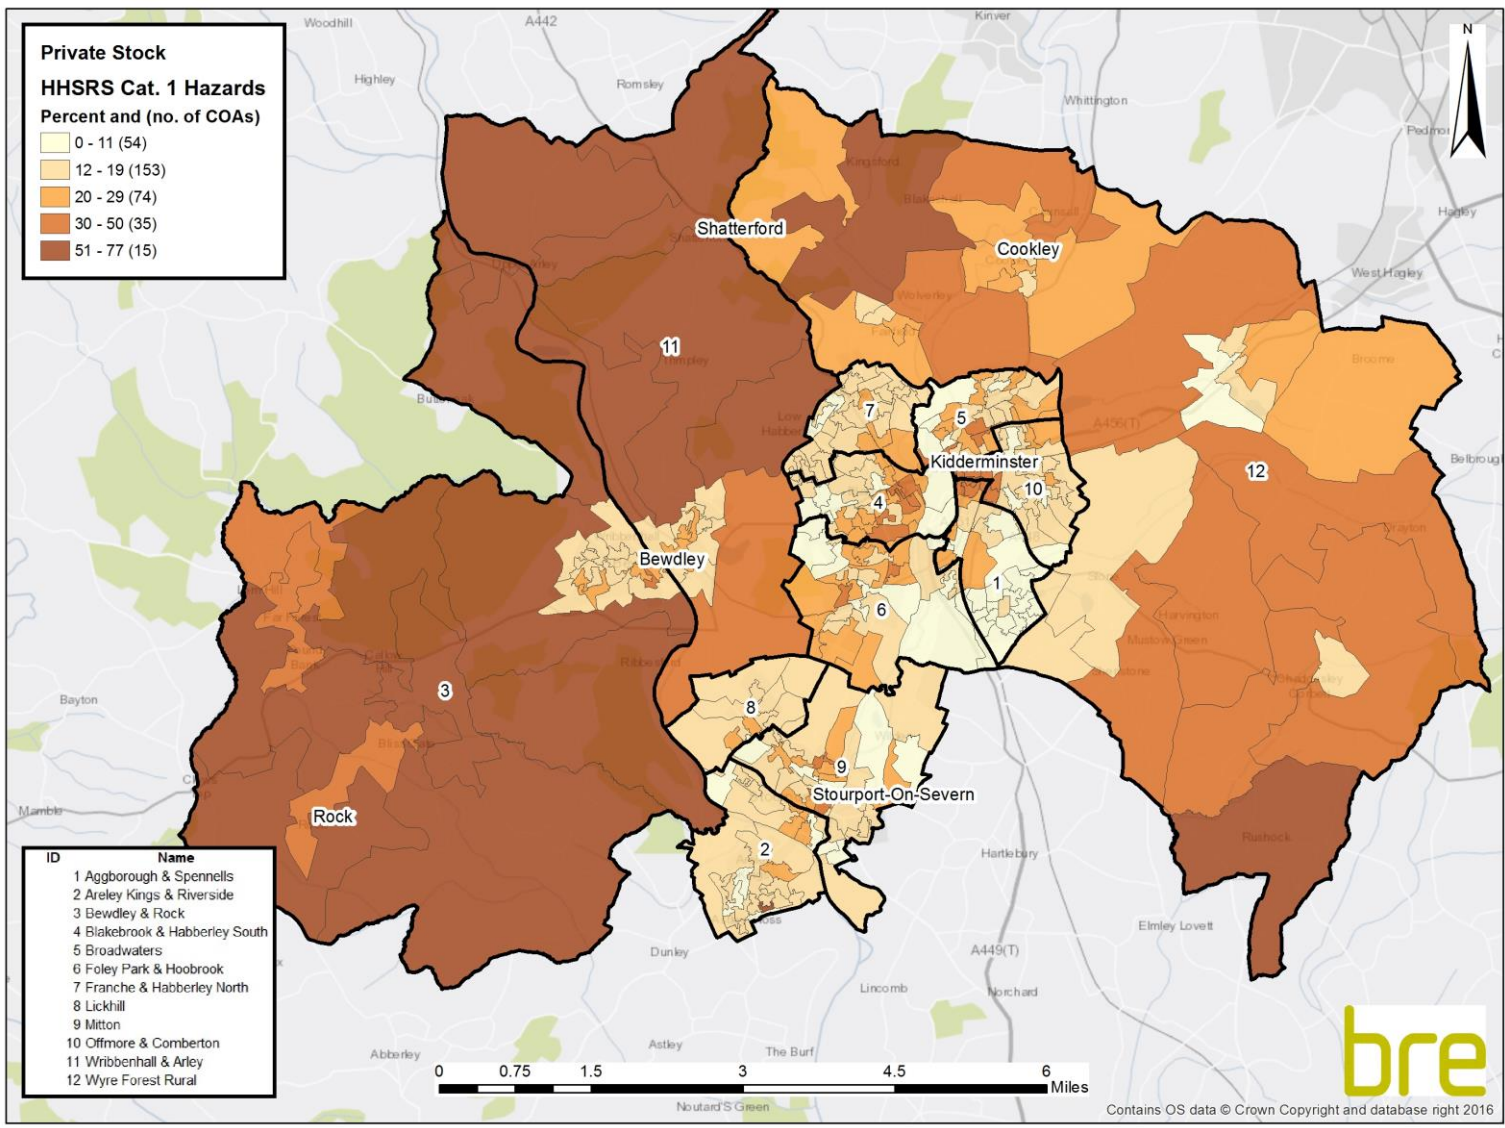 Private Stock
HHSRS Cat. 1 Hazards
Percent and (no. of COAs)
0 - 11 (54)
12 - 19 (153)
20 - 29 (74)
30 - 50 (35)
51 - 77 (15)
Woodhill
A442
Kinver
N
Highley
Romsley
Whittington
Kingsford
Hagley
Shatterford
Cookley
West Hagley
Wolverley
11
Trimpley
Broome
7
5
A456(T)
Kidderminster
12
Belbroug
4
10
Drayton
Bewdley
1
6
Harvington
Mustow Green
Ribbesford
3
8
Bayton
9
Stourport-On-Severn
Mamble
Rock
Rushock
2
Hartlebury
ID Name
1 Aggborough & Spennells
2 Areley Kings & Riverside
3 Bewdley & Rock
4 Blakebrook & Habberley South
5 Broadwaters
6 Foley Park & Hoobrook
7 Franche & Habberley North
8 Lickhill
9 Mitton
10 Offmore & Comberton
11 Wribbenhall & Arley
12 Wyre Forest Rural
Elmley Lovett
Dunley
A449(T)
Lincomb
Norchard
Abberley
Astley
The Burf
0 0.75 1.5 3 4.5 6
Miles
Noutard'S Green
bre
Contains OS data © Crown Copyright and database right 2016